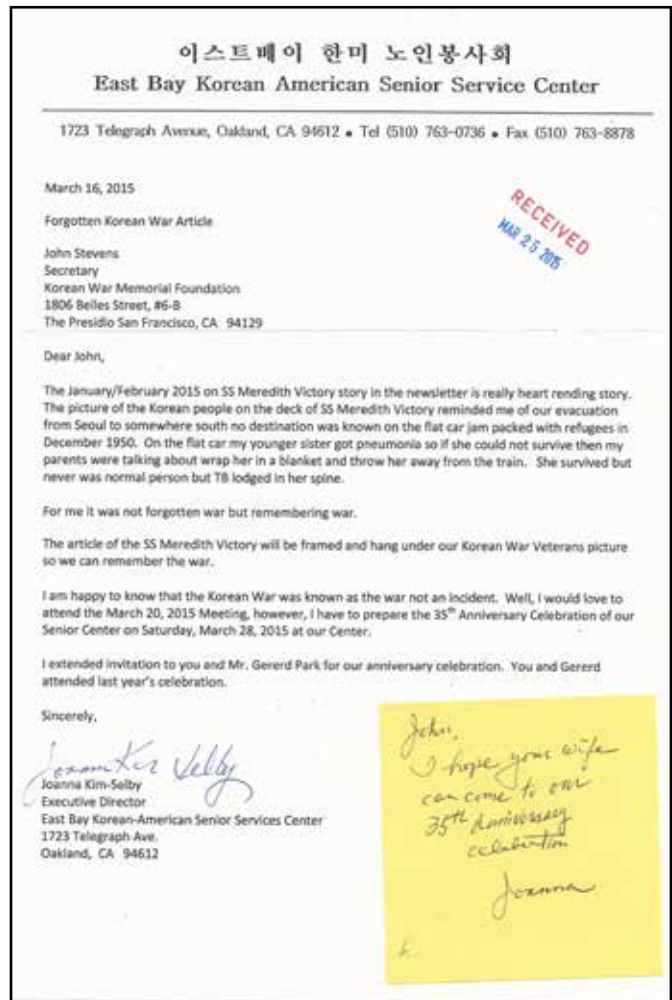 이스트베이 한미 노인봉사회
East Bay Korean American Senior Service Center
1723 Telegraph Avenue, Oakland, CA 94612 • Tel (510) 763-0736 • Fax (510) 763-8878
March 16, 2015
RECEIVED
MAR 25 2015
Forgotten Korean War Article
John Stevens
Secretary
Korean War Memorial Foundation
1806 Belles Street, #6-B
The Presidio San Francisco, CA 94129
Dear John,
The January/February 2015 on SS Meredith Victory story in the newsletter is really heart rending story.
The picture of the Korean people on the deck of SS Meredith Victory reminded me of our evacuation
from Seoul to somewhere south no destination was known on the flat car jam packed with refugees in
December 1950. On the flat car my younger sister got pneumonia so if she could not survive then my
parents were talking about wrap her in a blanket and throw her away from the train. She survived but
never was normal person but TB lodged in her spine.
For me it was not forgotten war but remembering war.
The article of the SS Meredith Victory will be framed and hang under our Korean War Veterans picture
so we can remember the war.
I am happy to know that the Korean War was known as the war not an incident. Well, I would love to
attend the March 20, 2015 Meeting, however, I have to prepare the 35th Anniversary Celebration of our
Senior Center on Saturday, March 28, 2015 at our Center.
I extended invitation to you and Mr. Gererd Park for our anniversary celebration. You and Gererd
attended last year's celebration.
Sincerely,
Joanna Kim-Selby
Joanna Kim-Selby
Executive Director
East Bay Korean-American Senior Services Center
1723 Telegraph Ave.
Oakland, CA 94612
John,
I hope your wife
can come to our
35th Anniversary
celebration
Joanna